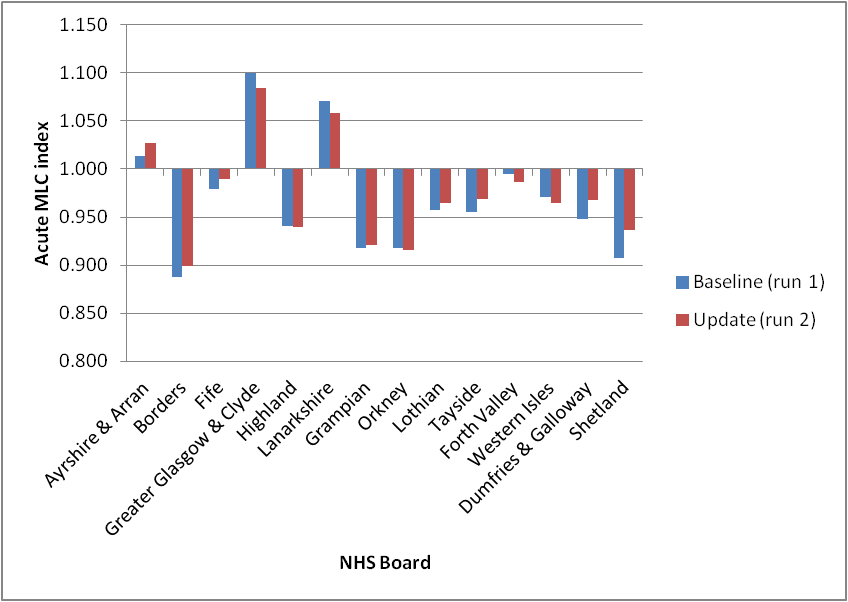 1.150
1.100
1.050
1.000
0.950
0.900
0.850
0.800
Acute MLC index
Ayrshire & Arran
Borders
Fife
Greater Glasgow & Clyde
Highland
Lanarkshire
Grampian
Orkney
Lothian
Tayside
Forth Valley
Western Isles
Dumfries & Galloway
Shetland
NHS Board
Baseline (run 1)
Update (run 2)